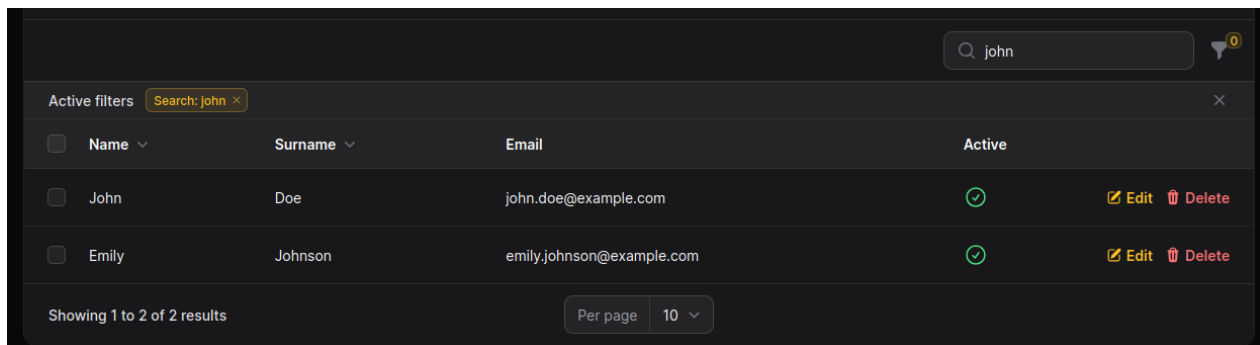 john
0
Active filters Search: john ×
Name Surname Email Active
John Doe john.doe@example.com Edit Delete
Emily Johnson emily.johnson@example.com Edit Delete
Showing 1 to 2 of 2 results Per page 10